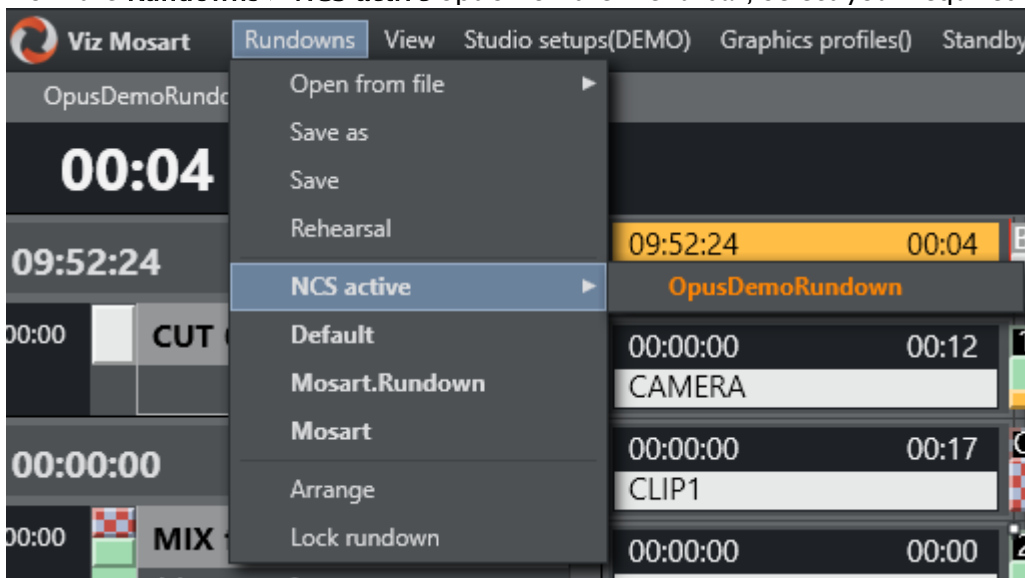 Viz Mosart Rundowns View Studio setups(DEMO) Graphics profiles() Standby
OpusDemoRundo
Open from file
Save as
00:04
Save
Rehearsal
09:52:24 00:04
09:52:24
NCS active
OpusDemoRundown
00:00 CUT
Default
00:00:00 00:12
Mosart.Rundown
CAMERA
Mosart
00:00:00 00:17
00:00:00
CLIP1
Arrange
00:00 MIX
Lock rundown
00:00:00 00:00